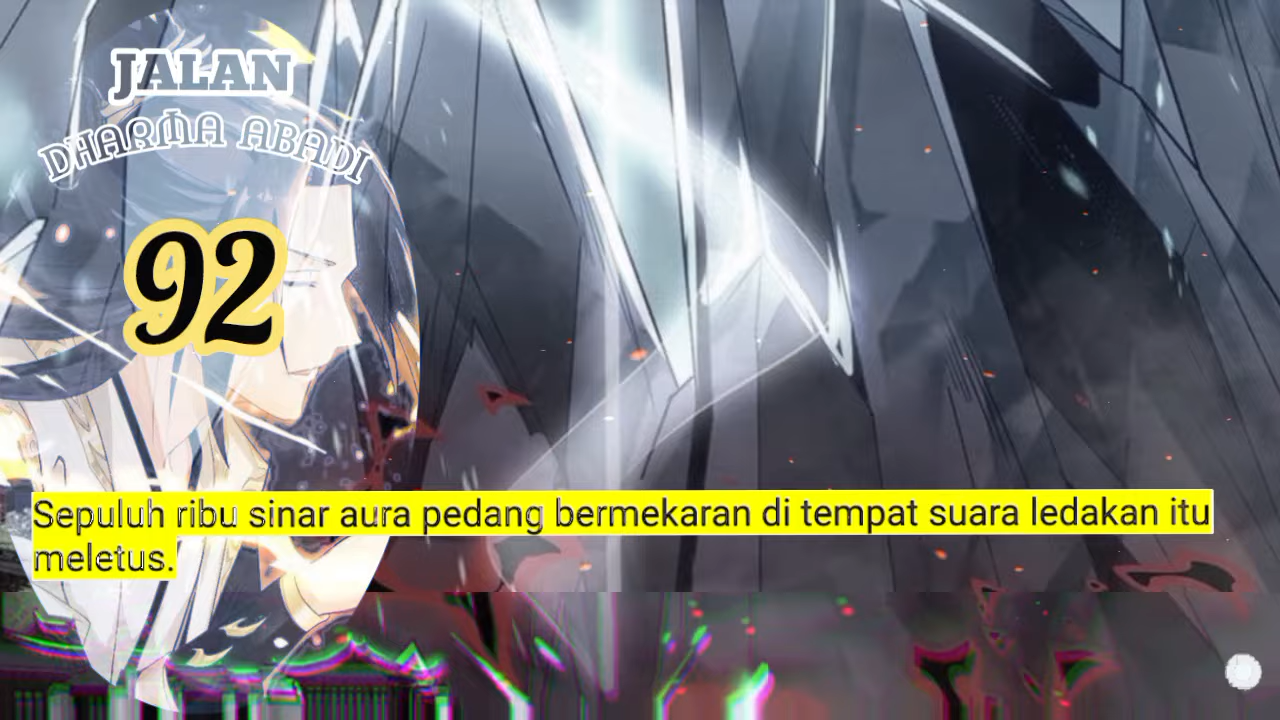 JALAN
DHARMA ABADI
92
Sepuluh ribu sinar aura pedang bermekaran di tempat suara ledakan itu
meletus.